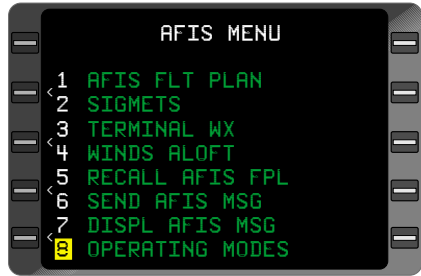 AFIS MENU
1 AFIS FLT PLAN
2 SIGMETS
3 TERMINAL WX
4 WINDS ALOFT
5 RECALL AFIS FPL
6 SEND AFIS MSG
7 DISPL AFIS MSG
8 OPERATING MODES